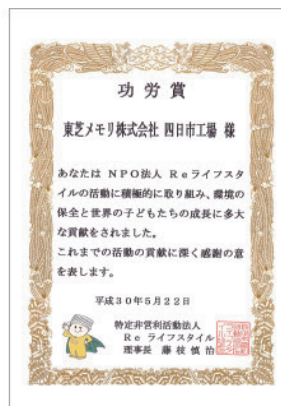 功労賞
東芝メモリ株式会社 四日市工場 様
あなたは NPO法人 Reライフスタ
イルの活動に積極的に取り組み、環境の
保全と世界の子どもたちの成長に多大
な貢献をされました。
これまでの活動の貢献に深く感謝の意
を表します。
平成30年5月22日
特定非営利活動法人
Re ライフスタイル
理事長 藤枝慎治